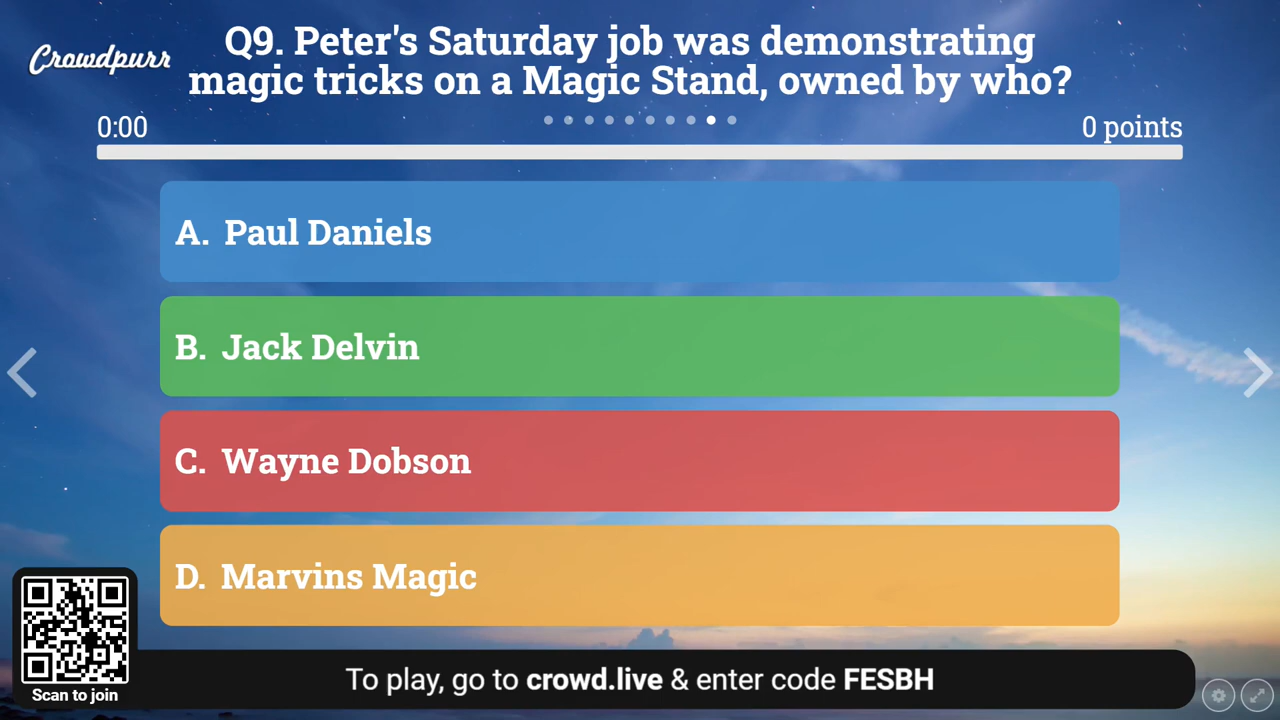 Crowdpurr
Q9. Peter's Saturday job was demonstrating
magic tricks on a Magic Stand, owned by who?
0:00
0 points
A. Paul Daniels
B. Jack Delvin
C. Wayne Dobson
D. Marvins Magic
Scan to join
To play, go to crowd.live & enter code FESBH